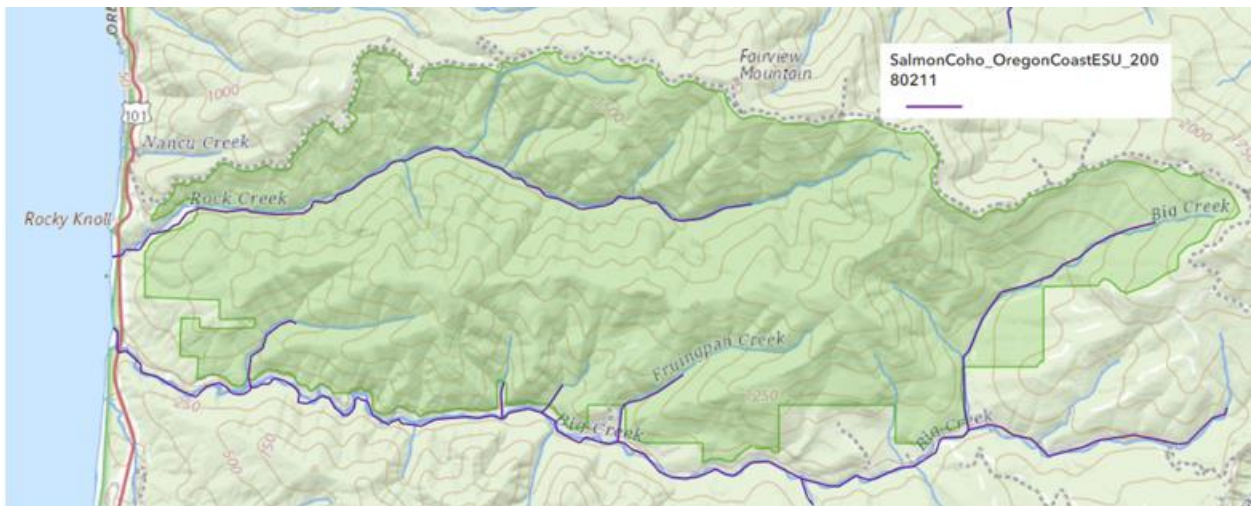 Fairview
Mountain
SalmonCoho_OregonCoastESU_200
80211
1000
101
2000
Nancu Creek
Rock Creek
Rocky Knoll
Big Creek
Fruingpan Creek
1250
250
Big Creek
Big Creek
500